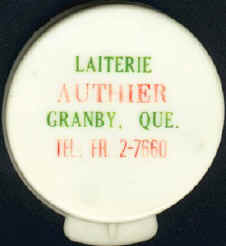 LAITERIE
AUTHIER
GRANBY, QUE.
TEL. FR. 2-7660